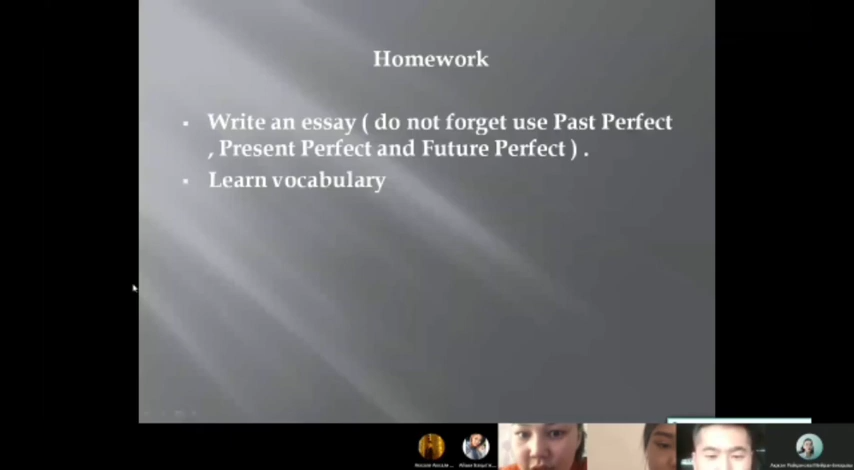 Homework
Write an essay ( do not forget use Past Perfect
, Present Perfect and Future Perfect ) .
Learn vocabulary